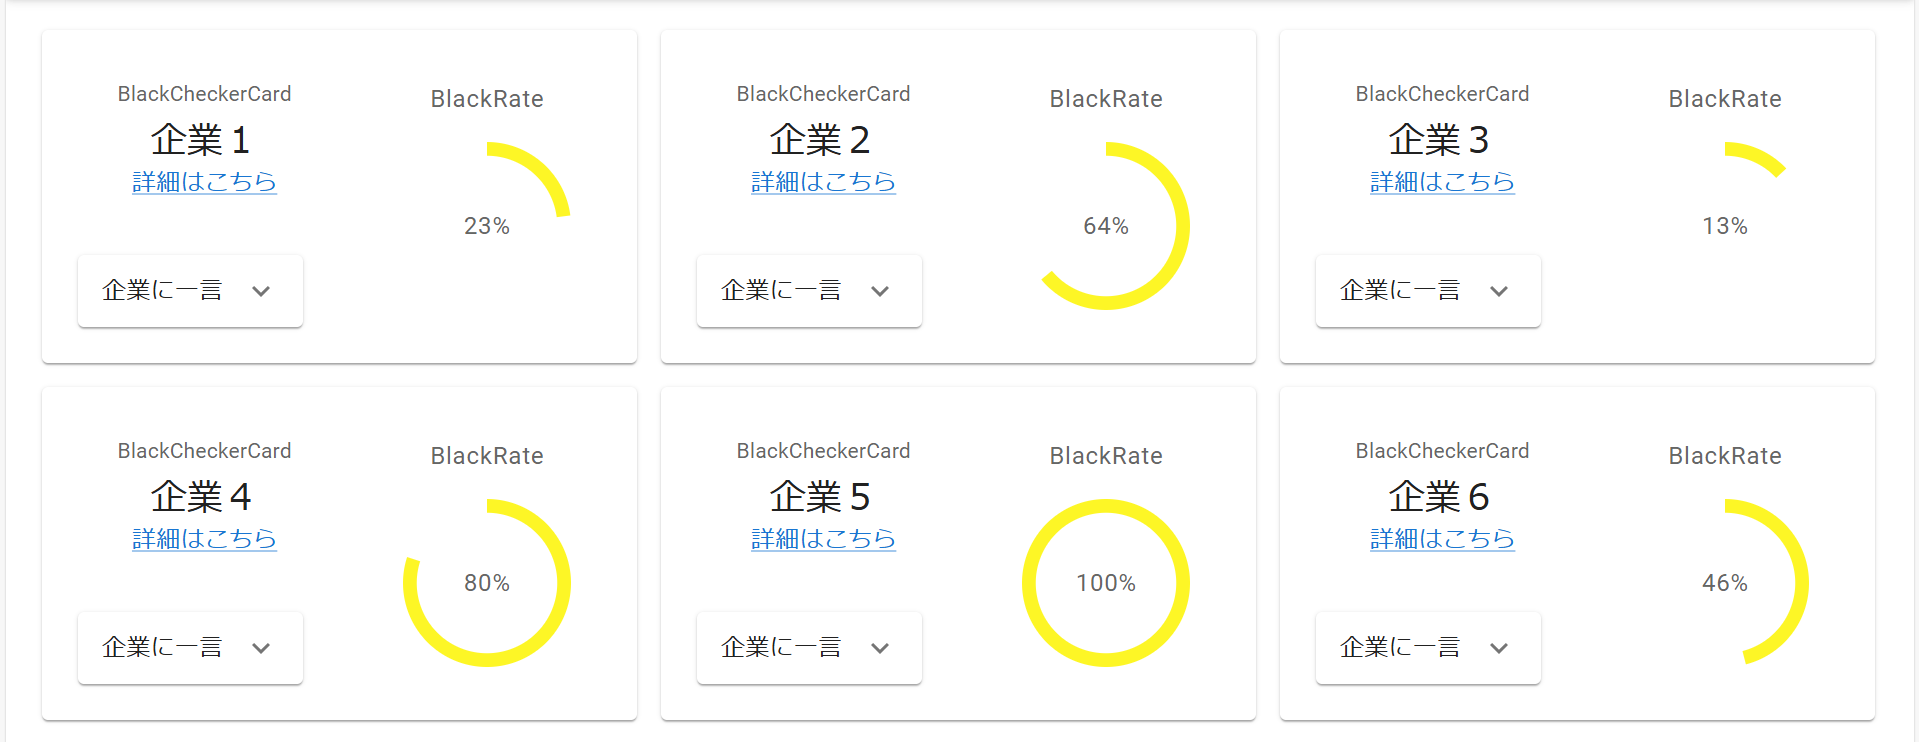 BlackCheckerCard
企業１
詳細はこちら
企業に一言
BlackRate
23%
BlackCheckerCard
企業２
詳細はこちら
企業に一言
BlackRate
64%
BlackCheckerCard
企業３
詳細はこちら
企業に一言
BlackRate
13%
BlackCheckerCard
企業４
詳細はこちら
企業に一言
BlackRate
80%
BlackCheckerCard
企業５
詳細はこちら
企業に一言
BlackRate
100%
BlackCheckerCard
企業６
詳細はこちら
企業に一言
BlackRate
46%